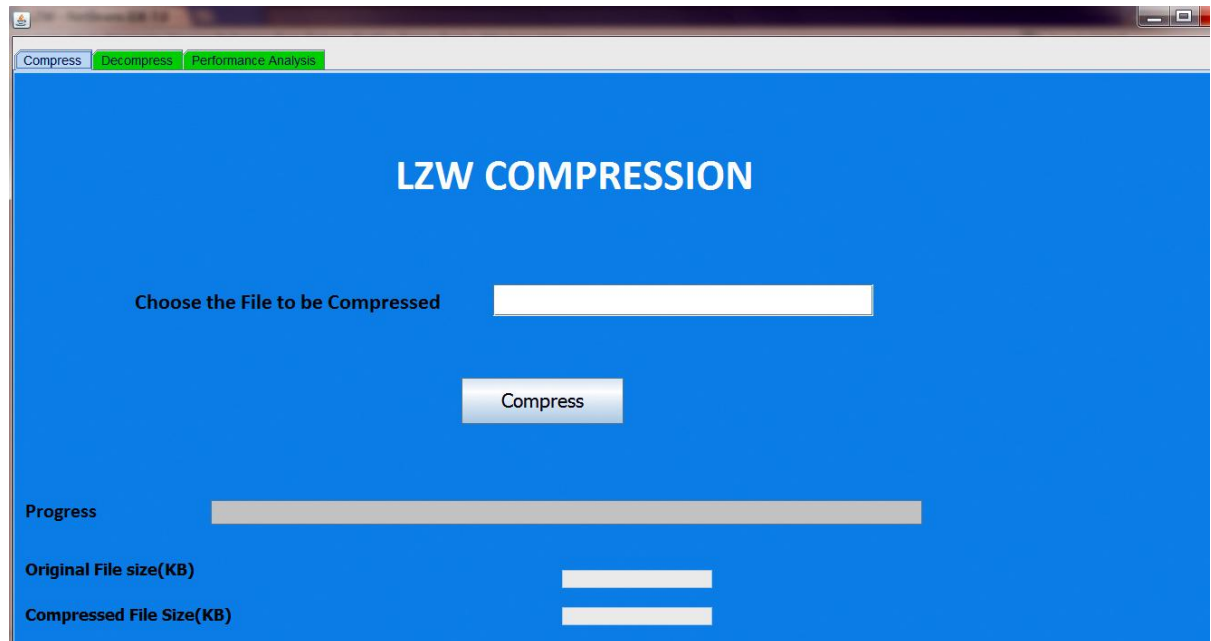 Compress Decompress Performance Analysis
LZW COMPRESSION
Choose the File to be Compressed
Compress
Progress
Original File size(KB)
Compressed File Size(KB)